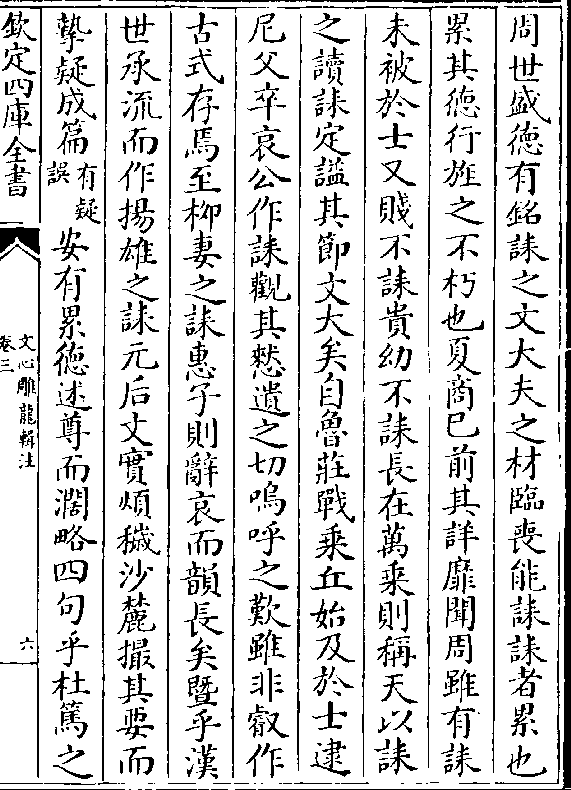 周世盛徳有銘誄之文大夫之材臨喪能誄誄者累也
累其徳行旌之不朽也夏商已前其詳靡聞周雖有誄
未被於士又賤不誄貴幼不誄長在萬乘則稱天以誄
之讀誄定諡其節文大矣自魯莊戰乘丘始及於士逮
尼父卒哀公作誄觀其憖遺之切嗚呼之歎雖非叡作
古式存焉至栁妻之誄惠子則辭哀而韻長矣暨乎漢
世承流而作揚雄之誄元后文實煩穢沙麓撮其要而
摯疑成篇有疑誤安有累徳述尊而濶略四句乎杜篤之
欽定四庫全書
文心雕龍輯注
卷三
六